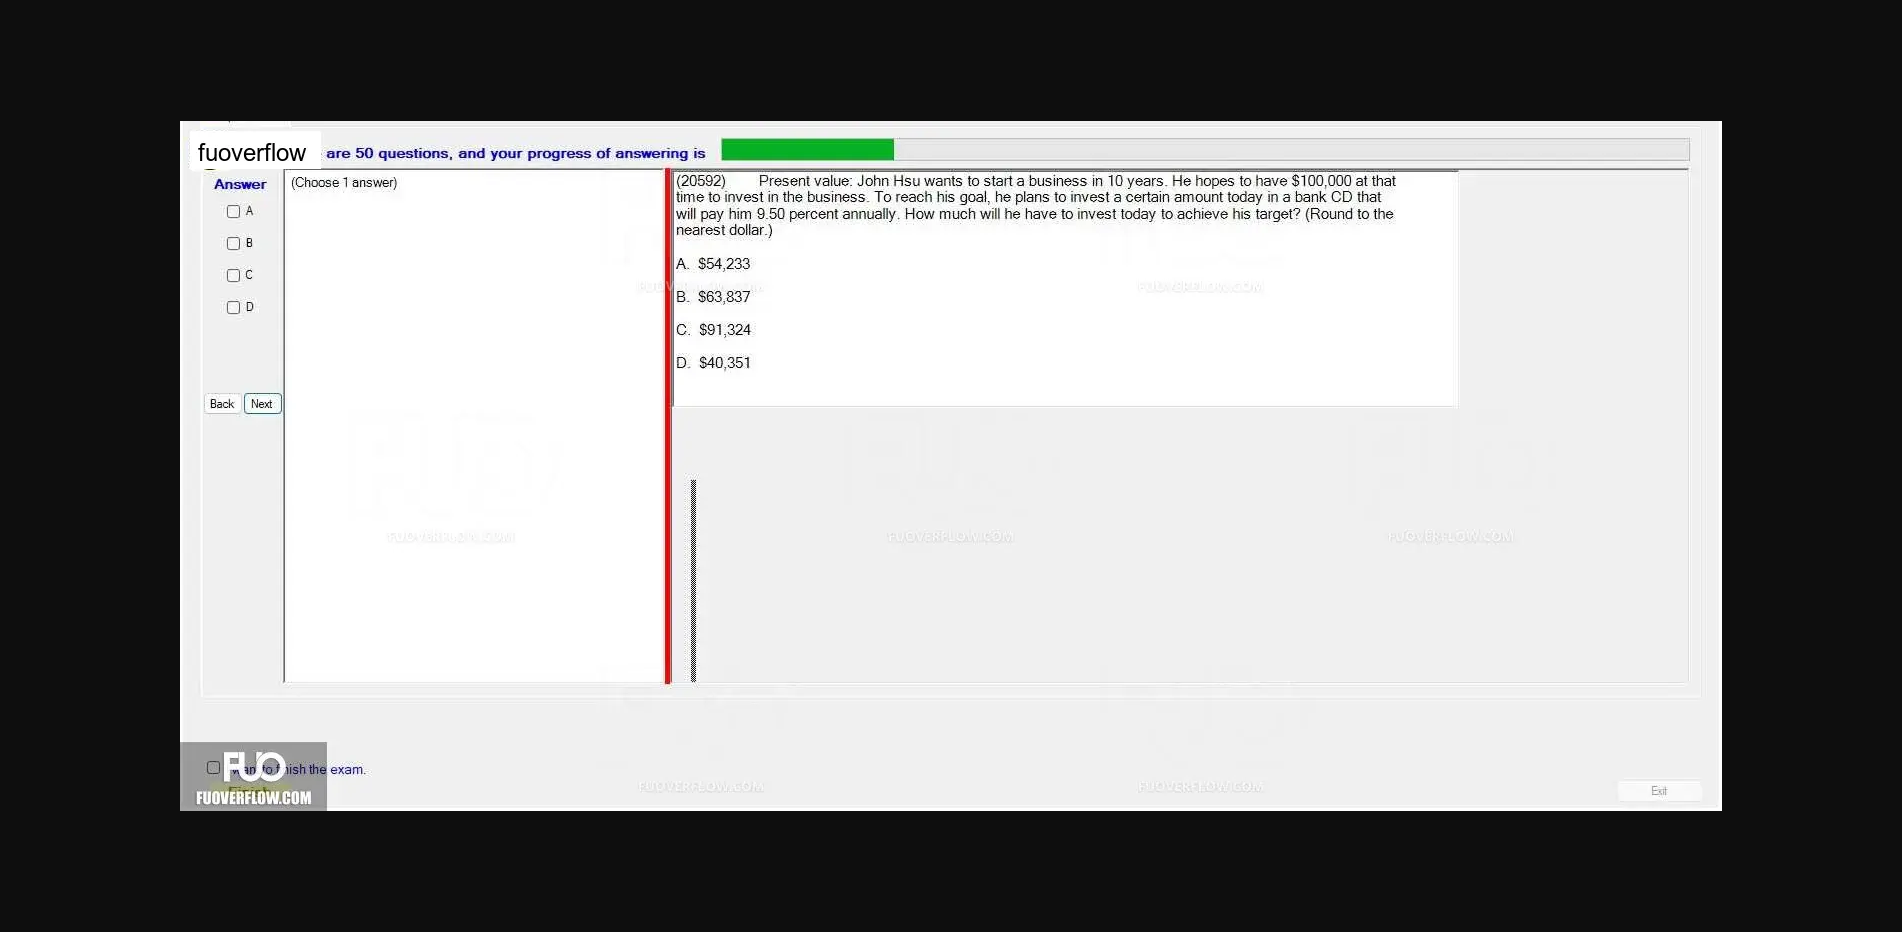 fuoverflow are 50 questions, and your progress of answering is
Answer
(Choose 1 answer)
A
B
C
D
Back Next
(20592) Present value: John Hsu wants to start a business in 10 years. He hopes to have $100,000 at that
time to invest in the business. To reach his goal, he plans to invest a certain amount today in a bank CD that
will pay him 9.50 percent annually. How much will he have to invest today to achieve his target? (Round to the
nearest dollar.)
A. $54,233
B. $63,837
C. $91,324
D. $40,351
FUOVERFLOW.COM
FUOVERFLOW.COM
FUOVERFLOW.COM
FUOVERFLOW.COM
FUOVERFLOW.COM
FUO
want to finish the exam.
Finish
FUOVERFLOW.COM
FUOVERFLOW.COM
FUOVERFLOW.COM
Exit